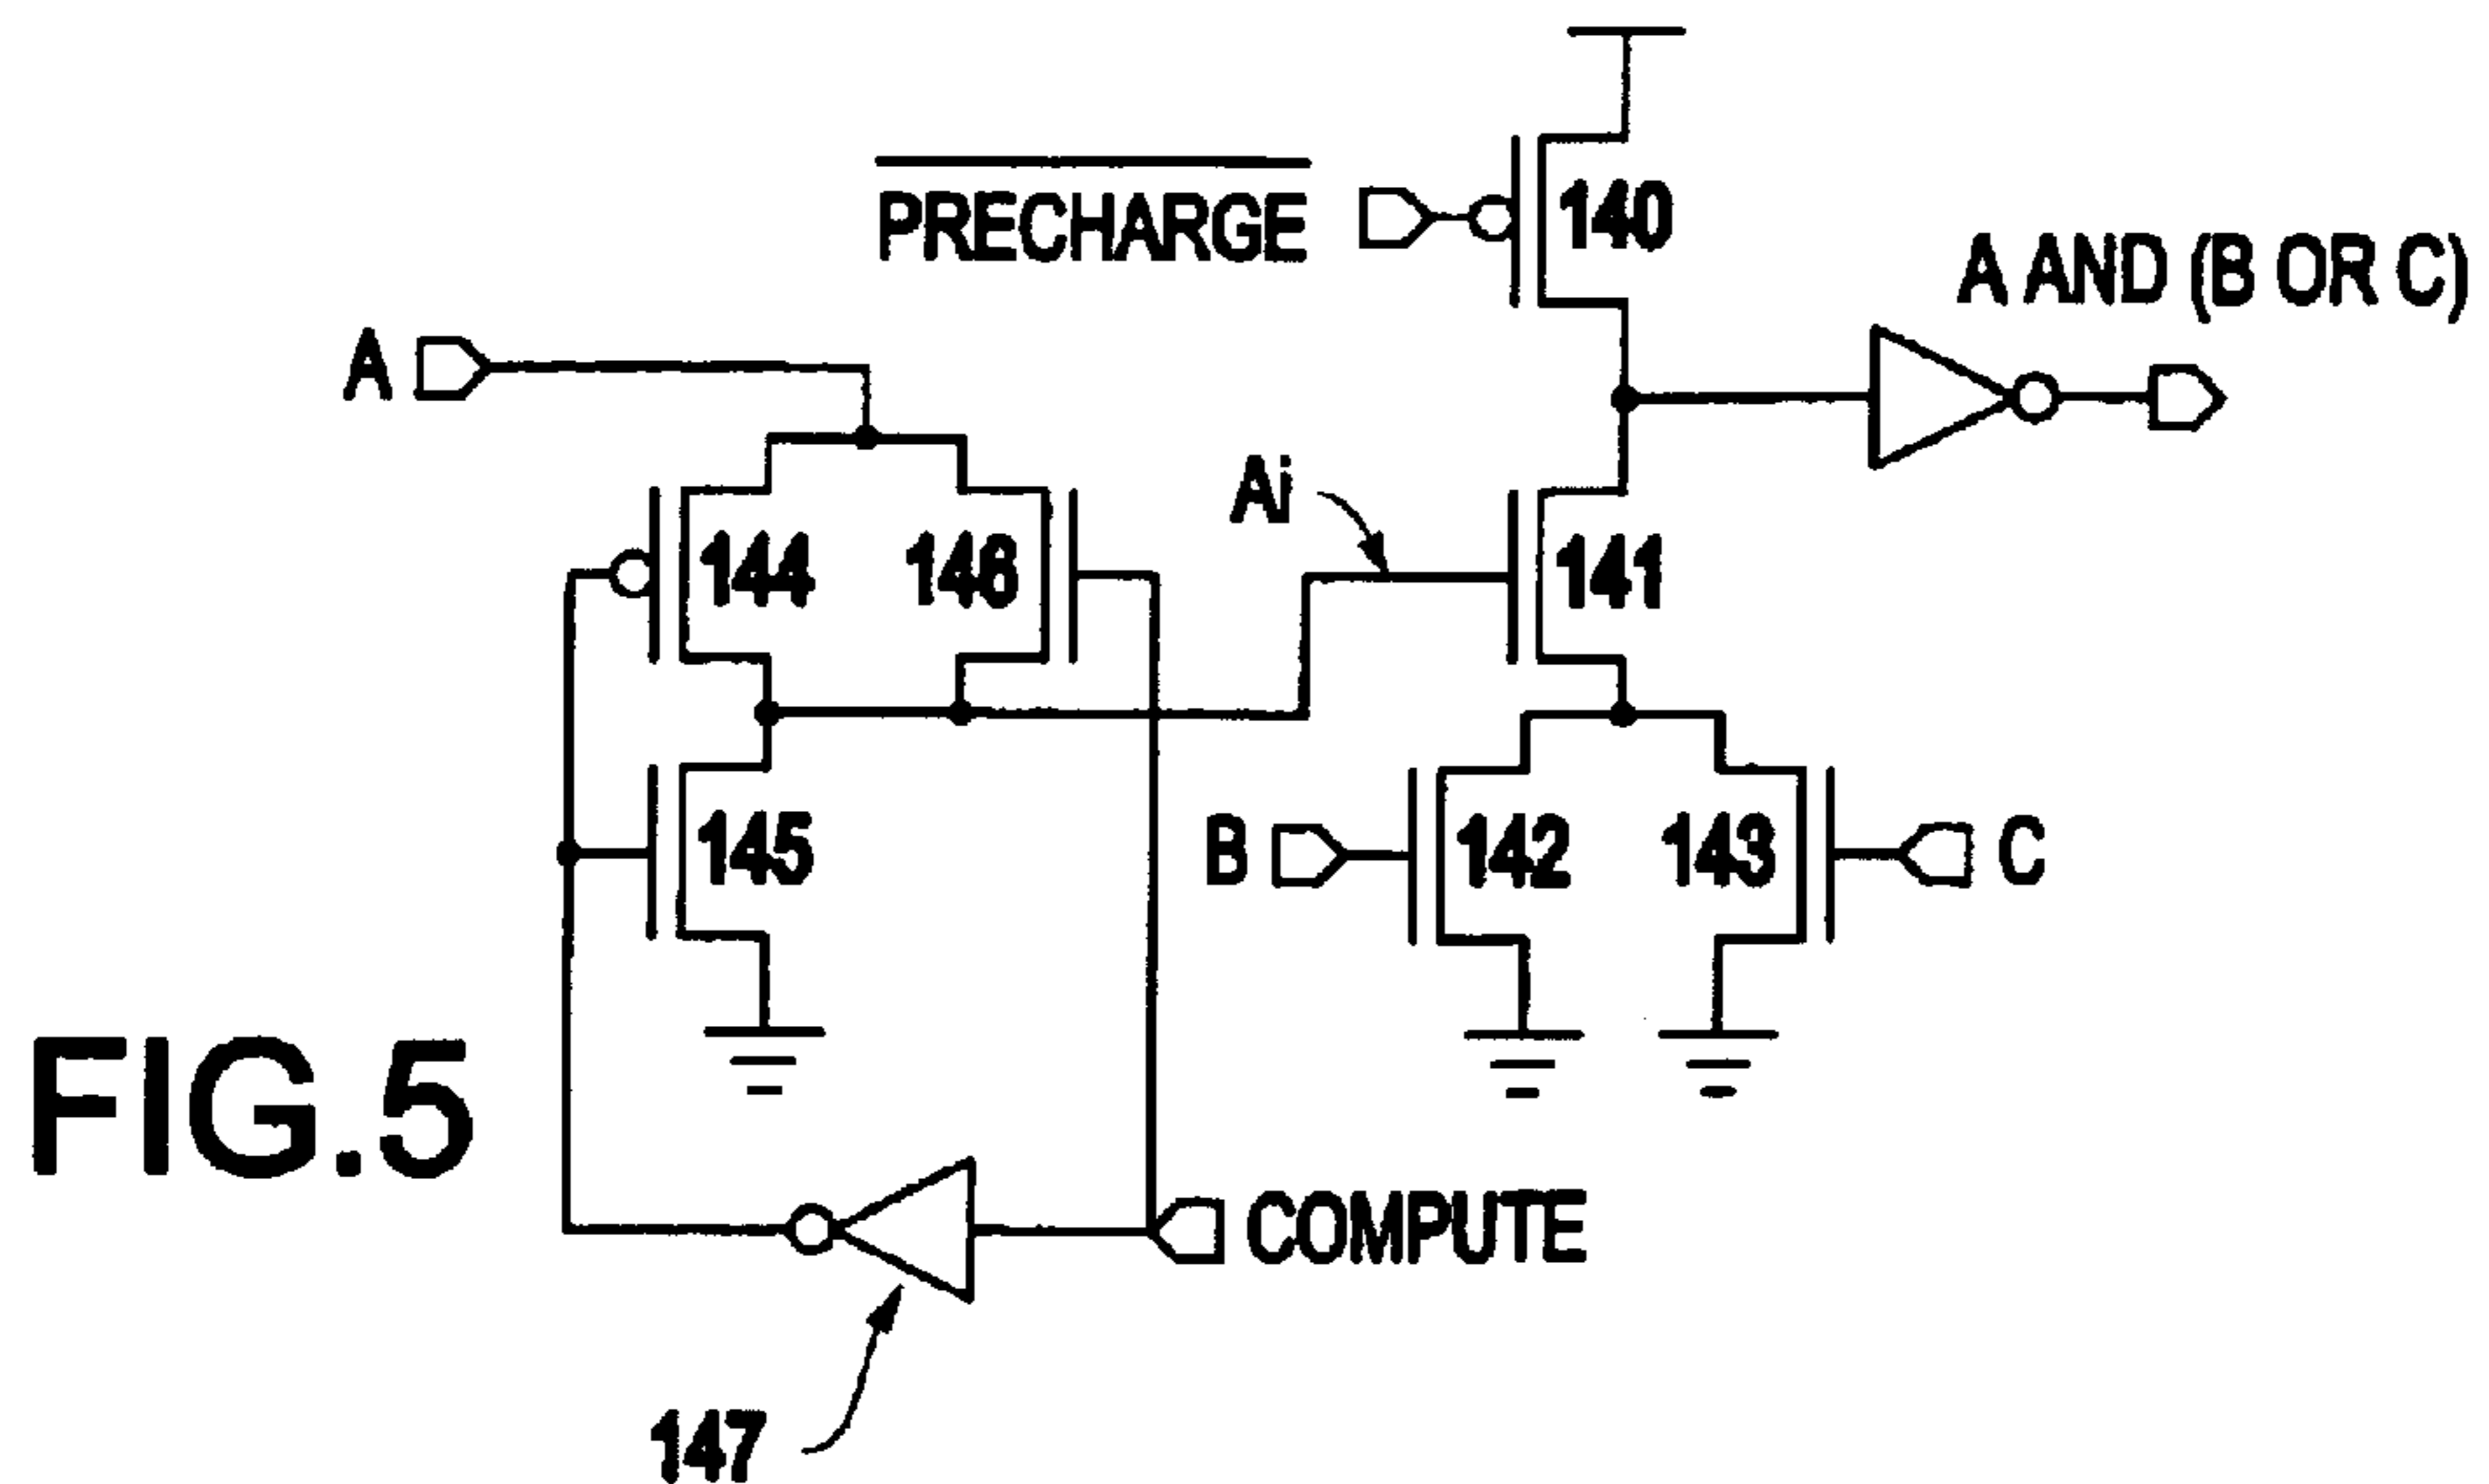 PRECHARGE
140
A AND (B OR C)
A
Ai
144
146
141
145
B
142
143
C
FIG.5
COMPUTE
147